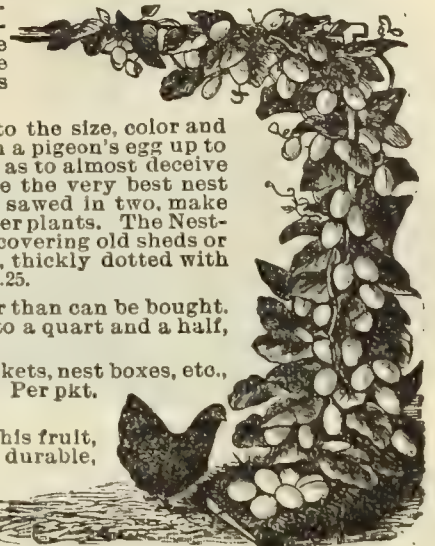 e
e
s
to the size, color and
a pigeon's egg up to
as to almost deceive
e the very best nest
sawed in two, make
er plants. The Nest-
covering old sheds or
, thickly dotted with
.25.
r than can be bought.
to a quart and a half,
kets, nest boxes, etc.,
Per pkt.
his fruit,
durable,